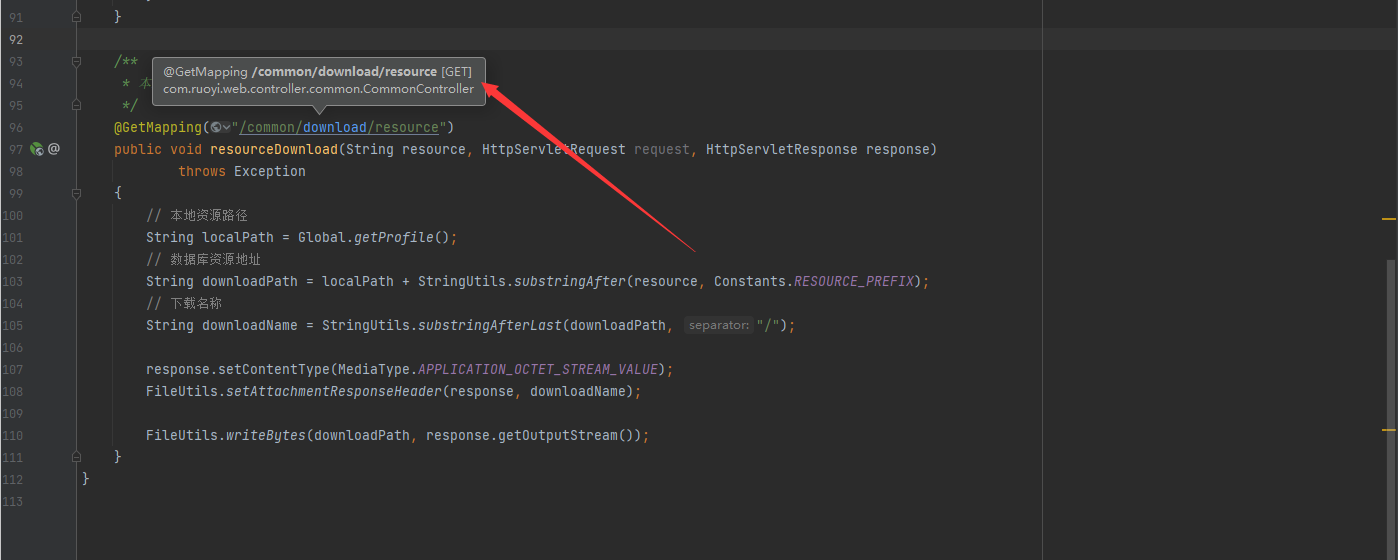 91 }
92
93 /**
@GetMapping /common/download/resource [GET]
94 * 本
com.ruoyi.web.controller.common.CommonController
95 */
96 @GetMapping("/common/download/resource")
97 @ public void resourceDownload(String resource, HttpServletRequest request, HttpServletResponse response)
98 throws Exception
99 {
100 // 本地资源路径
101 String localPath = Global.getProfile();
102 // 数据库资源地址
103 String downloadPath = localPath + StringUtils.substringAfter(resource, Constants.RESOURCE_PREFIX);
104 // 下载名称
105 String downloadName = StringUtils.substringAfterLast(downloadPath, separator: "/");
106
107 response.setContentType(MediaType.APPLICATION_OCTET_STREAM_VALUE);
108 FileUtils.setAttachmentResponseHeader(response, downloadName);
109
110 FileUtils.writeBytes(downloadPath, response.getOutputStream());
111 }
112 }
113